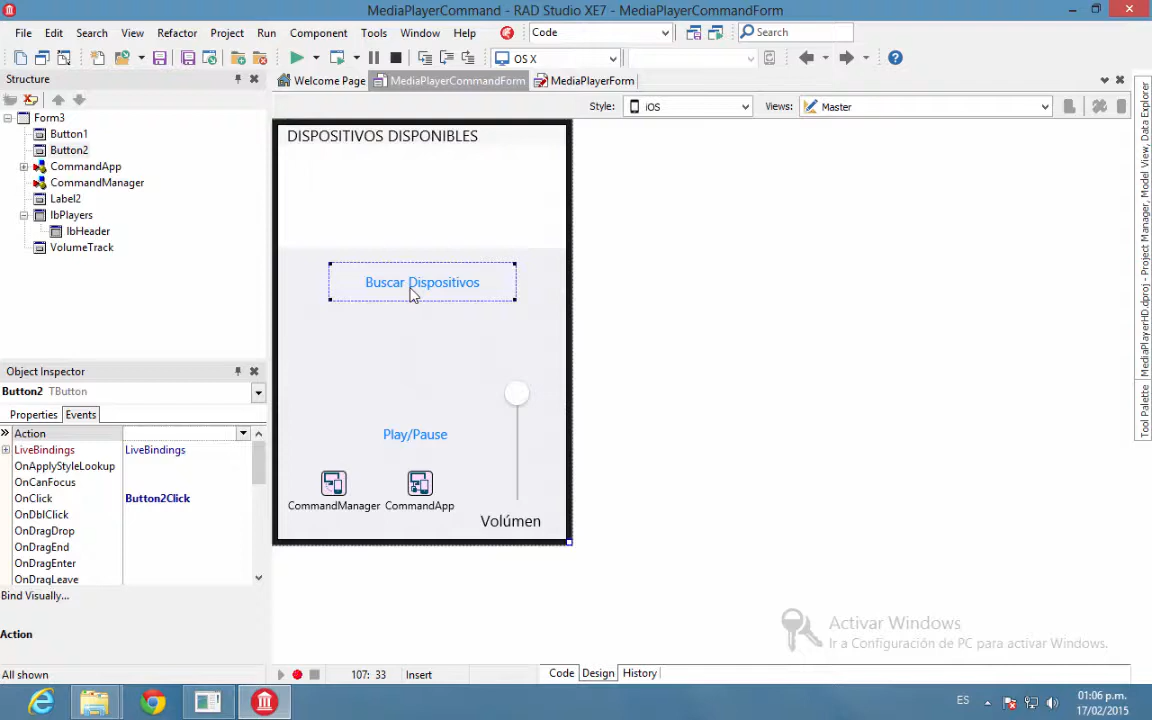 MediaPlayerCommand - RAD Studio XE7 - MediaPlayerCommandForm
File Edit Search View Refactor Project Run Component Tools Window Help Code Search
OS X
Structure
Welcome Page MediaPlayerCommandForm MediaPlayerForm
Style: iOS Views: Master
Form3
Button1
Button2
CommandApp
CommandManager
Label2
lbPlayers
lbHeader
VolumeTrack
DISPOSITIVOS DISPONIBLES
Buscar Dispositivos
Play/Pause
CommandManager CommandApp
Volúmen
Object Inspector
Button2 TButton
Properties Events
Action
LiveBindings LiveBindings
OnApplyStyleLookup
OnCanFocus
OnClick Button2Click
OnDblClick
OnDragDrop
OnDragEnd
OnDragEnter
OnDragLeave
Bind Visually...
Action
All shown
107: 33 Insert Code Design History
Activar Windows
Ir a Configuración de PC para activar Windows.
MediaPlayerHD.dproj - Project Manager, Model View, Data Explorer
Tool Palette
ES
01:06 p.m.
17/02/2015